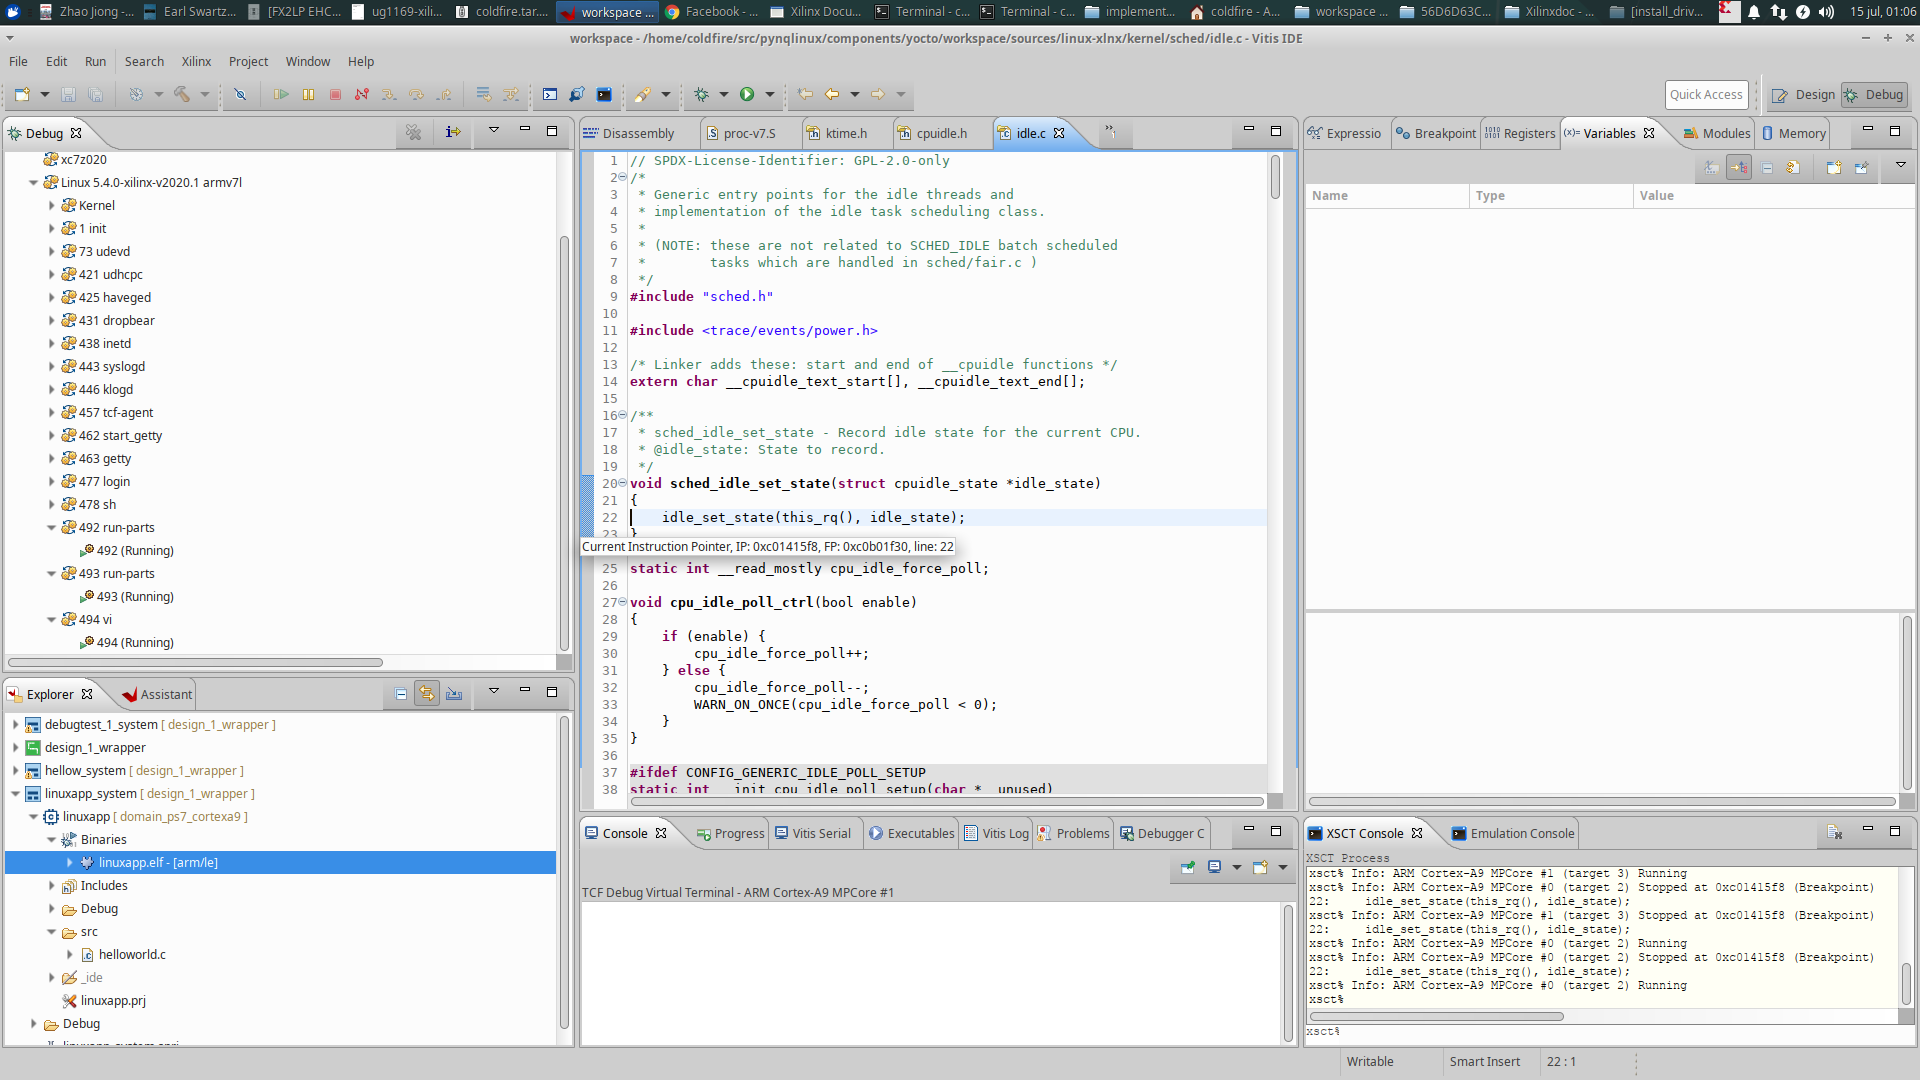 Zhao Jiong -...
Earl Swartz...
[FX2LP EHC...
ug1169-xili...
coldfire.tar....
workspace ...
Facebook - ...
Xilinx Docu...
Terminal - c...
Terminal - c...
implement...
coldfire - A...
workspace ...
56D6D63C...
Xilinxdoc - ...
[install_driv...
15 jul, 01:06
workspace - /home/coldfire/src/pynqlinux/components/yocto/workspace/sources/linux-xlnx/kernel/sched/idle.c - Vitis IDE
File Edit Run Search Xilinx Project Window Help
Quick Access
Design
Debug
Debug
xc7z020
Linux 5.4.0-xilinx-v2020.1 armv7l
Kernel
1 init
73 udevd
421 udhcpc
425 haveged
431 dropbear
438 inetd
443 syslogd
446 klogd
457 tcf-agent
462 start_getty
463 getty
477 login
478 sh
492 run-parts
492 (Running)
493 run-parts
493 (Running)
494 vi
494 (Running)
Explorer
Assistant
debugtest_1_system [ design_1_wrapper ]
design_1_wrapper
hellow_system [ design_1_wrapper ]
linuxapp_system [ design_1_wrapper ]
linuxapp [ domain_ps7_cortexa9 ]
Binaries
linuxapp.elf - [arm/le]
Includes
Debug
src
helloworld.c
_ide
linuxapp.prj
Debug
Disassembly
proc-v7.S
ktime.h
cpuidle.h
idle.c
1 // SPDX-License-Identifier: GPL-2.0-only
2 /*
3  * Generic entry points for the idle threads and
4  * implementation of the idle task scheduling class.
5  *
6  * (NOTE: these are not related to SCHED_IDLE batch scheduled
7  *        tasks which are handled in sched/fair.c )
8  */
9 #include "sched.h"
10
11 #include <trace/events/power.h>
12
13 /* Linker adds these: start and end of __cpuidle functions */
14 extern char __cpuidle_text_start[], __cpuidle_text_end[];
15
16 /**
17  * sched_idle_set_state - Record idle state for the current CPU.
18  * @idle_state: State to record.
19  */
20 void sched_idle_set_state(struct cpuidle_state *idle_state)
21 {
22     idle_set_state(this_rq(), idle_state);
23 }
Current Instruction Pointer, IP: 0xc01415f8, FP: 0xc0b01f30, line: 22
25 static int __read_mostly cpu_idle_force_poll;
26
27 void cpu_idle_poll_ctrl(bool enable)
28 {
29     if (enable) {
30         cpu_idle_force_poll++;
31     } else {
32         cpu_idle_force_poll--;
33         WARN_ON_ONCE(cpu_idle_force_poll < 0);
34     }
35 }
36
37 #ifdef CONFIG_GENERIC_IDLE_POLL_SETUP
38 static int __init cpu_idle_poll_setup(char *__unused)
Expressio
Breakpoint
Registers
Variables
Modules
Memory
Name Type Value
Console
Progress
Vitis Serial
Executables
Vitis Log
Problems
Debugger C
TCF Debug Virtual Terminal - ARM Cortex-A9 MPCore #1
XSCT Console
Emulation Console
XSCT Process
xsct% Info: ARM Cortex-A9 MPCore #1 (target 3) Running
xsct% Info: ARM Cortex-A9 MPCore #0 (target 2) Stopped at 0xc01415f8 (Breakpoint)
22:     idle_set_state(this_rq(), idle_state);
xsct% Info: ARM Cortex-A9 MPCore #1 (target 3) Stopped at 0xc01415f8 (Breakpoint)
22:     idle_set_state(this_rq(), idle_state);
xsct% Info: ARM Cortex-A9 MPCore #0 (target 2) Running
xsct% Info: ARM Cortex-A9 MPCore #0 (target 2) Stopped at 0xc01415f8 (Breakpoint)
22:     idle_set_state(this_rq(), idle_state);
xsct% Info: ARM Cortex-A9 MPCore #0 (target 2) Running
xsct%
xsct%
Writable
Smart Insert
22 : 1